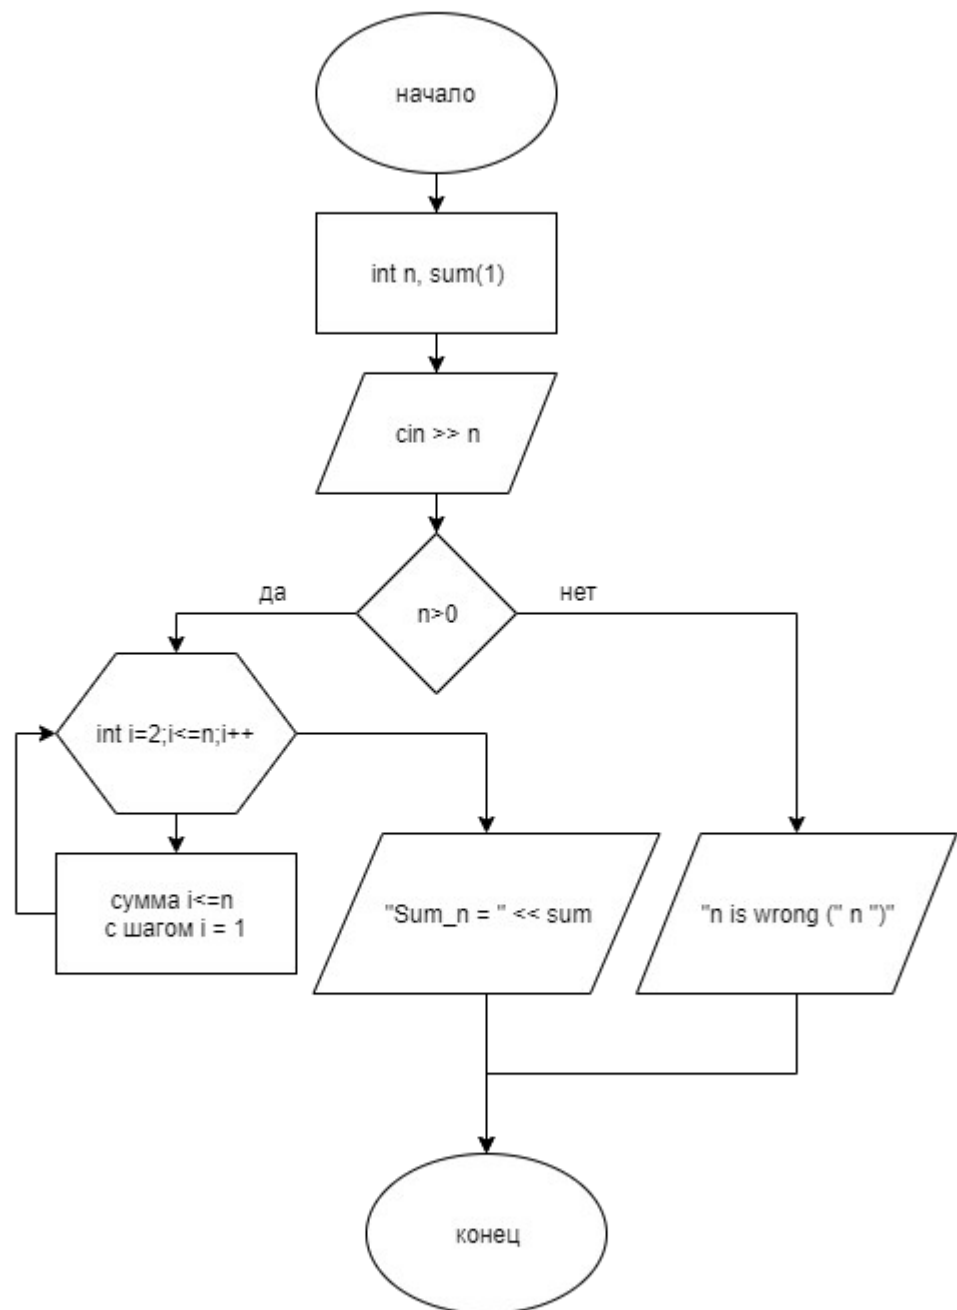 начало
int n, sum(1)
cin >> n
n>0
да
нет
int i=2;i<=n;i++
сумма i<=n
с шагом i = 1
"Sum_n = " << sum
"n is wrong (" n ")"
конец